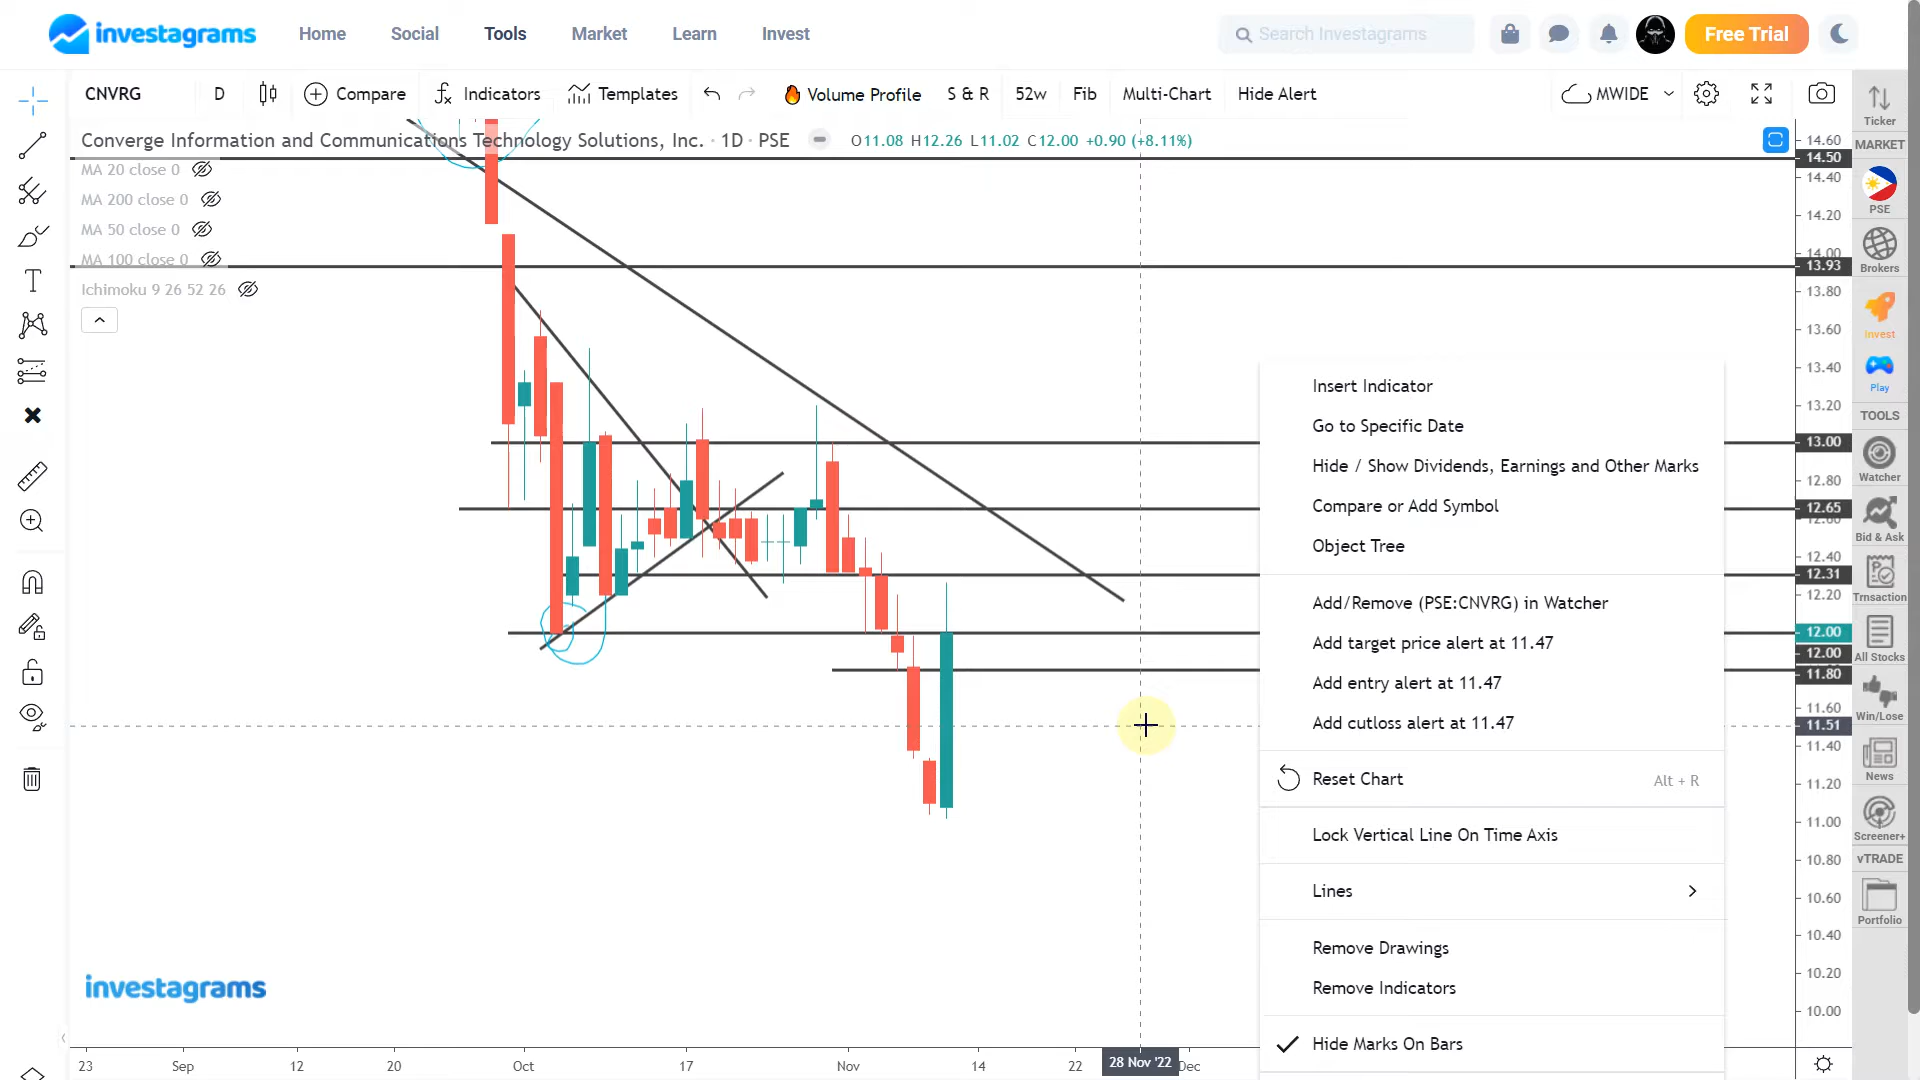 investagrams
Home
Social
Tools
Market
Learn
Invest
Search Investagrams
Free Trial
CNVRG
D
Compare
Indicators
Templates
Volume Profile
S & R
52w
Fib
Multi-Chart
Hide Alert
MWIDE
Ticker
Converge Information and Communications Technology Solutions, Inc. · 1D · PSE
O11.08 H12.26 L11.02 C12.00 +0.90 (+8.11%)
MA 20 close 0
MA 200 close 0
MA 50 close 0
MA 100 close 0
Ichimoku 9 26 52 26
14.60
14.50
14.40
14.20
14.00
13.93
13.80
13.60
13.40
13.20
13.00
12.80
12.65
12.60
12.40
12.31
12.20
12.00
12.00
11.80
11.60
11.51
11.40
11.20
11.00
10.80
10.60
10.40
10.20
10.00
MARKET
PSE
Brokers
Invest
Play
TOOLS
Watcher
Bid & Ask
Trnsaction
All Stocks
Win/Lose
News
Screener+
vTRADE
Portfolio
Insert Indicator
Go to Specific Date
Hide / Show Dividends, Earnings and Other Marks
Compare or Add Symbol
Object Tree
Add/Remove (PSE:CNVRG) in Watcher
Add target price alert at 11.47
Add entry alert at 11.47
Add cutloss alert at 11.47
Reset Chart Alt + R
Lock Vertical Line On Time Axis
Lines
Remove Drawings
Remove Indicators
Hide Marks On Bars
investagrams
23
Sep
12
20
Oct
17
Nov
14
22
28 Nov '22
Dec